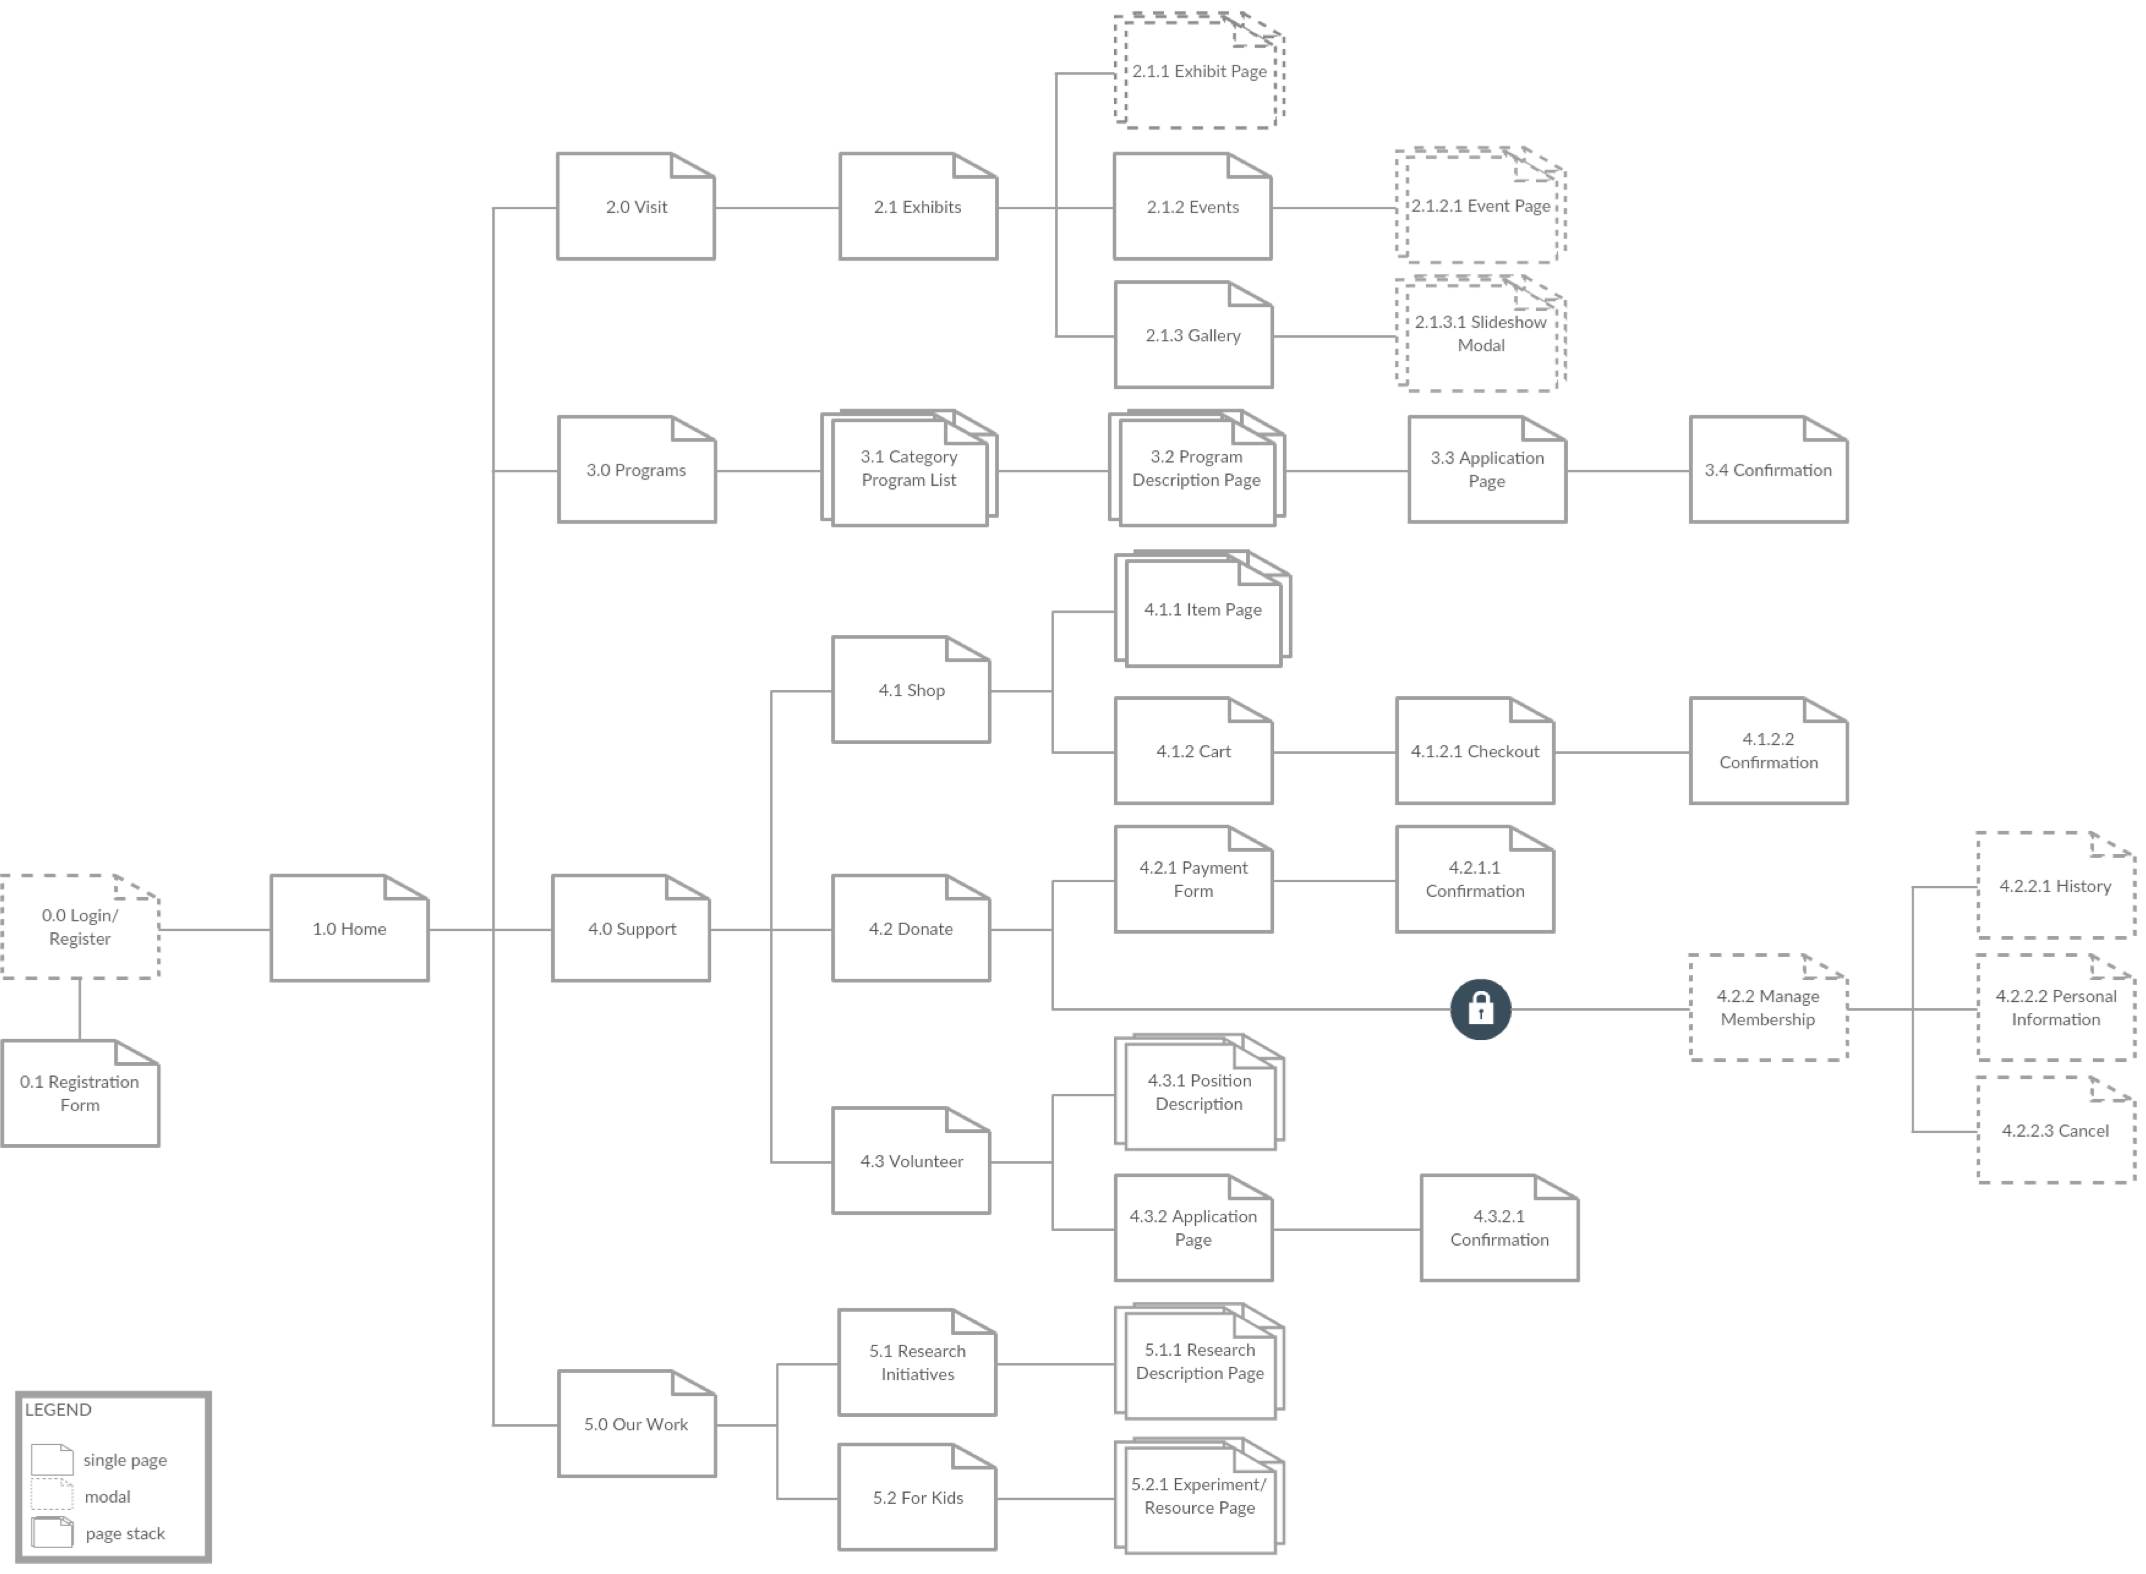 2.1.1 Exhibit Page
2.0 Visit
2.1 Exhibits
2.1.2 Events
2.1.2.1 Event Page
2.1.3 Gallery
2.1.3.1 Slideshow
Modal
3.0 Programs
3.1 Category
Program List
3.2 Program
Description Page
3.3 Application
Page
3.4 Confirmation
4.1.1 Item Page
4.1 Shop
4.1.2 Cart
4.1.2.1 Checkout
4.1.2.2
Confirmation
0.0 Login/
Register
1.0 Home
4.0 Support
4.2 Donate
4.2.1 Payment
Form
4.2.1.1
Confirmation
4.2.2 Manage
Membership
4.2.2.1 History
4.2.2.2 Personal
Information
4.2.2.3 Cancel
0.1 Registration
Form
4.3 Volunteer
4.3.1 Position
Description
4.3.2 Application
Page
4.3.2.1
Confirmation
5.0 Our Work
5.1 Research
Initiatives
5.1.1 Research
Description Page
5.2 For Kids
5.2.1 Experiment/
Resource Page
LEGEND
single page
modal
page stack